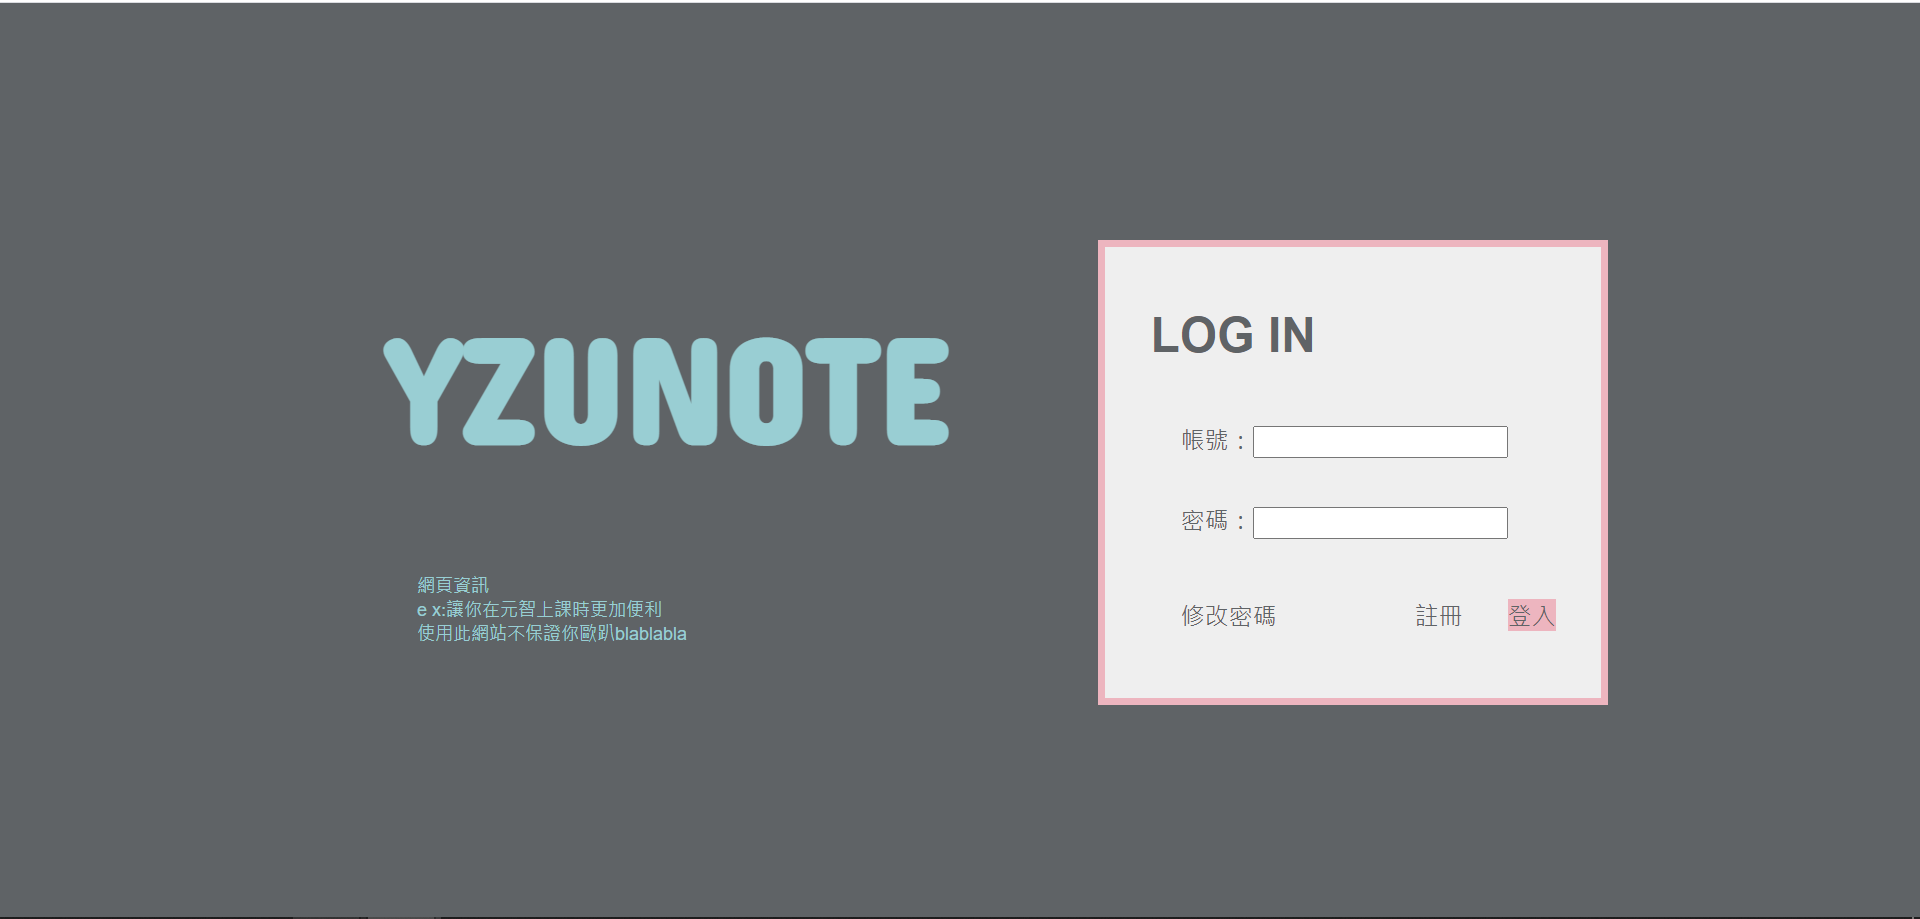 YZUNOTE
網頁資訊
e x:讓你在元智上課時更加便利
使用此網站不保證你歐趴blablabla
LOG IN
帳號：
密碼：
修改密碼 註冊 登入